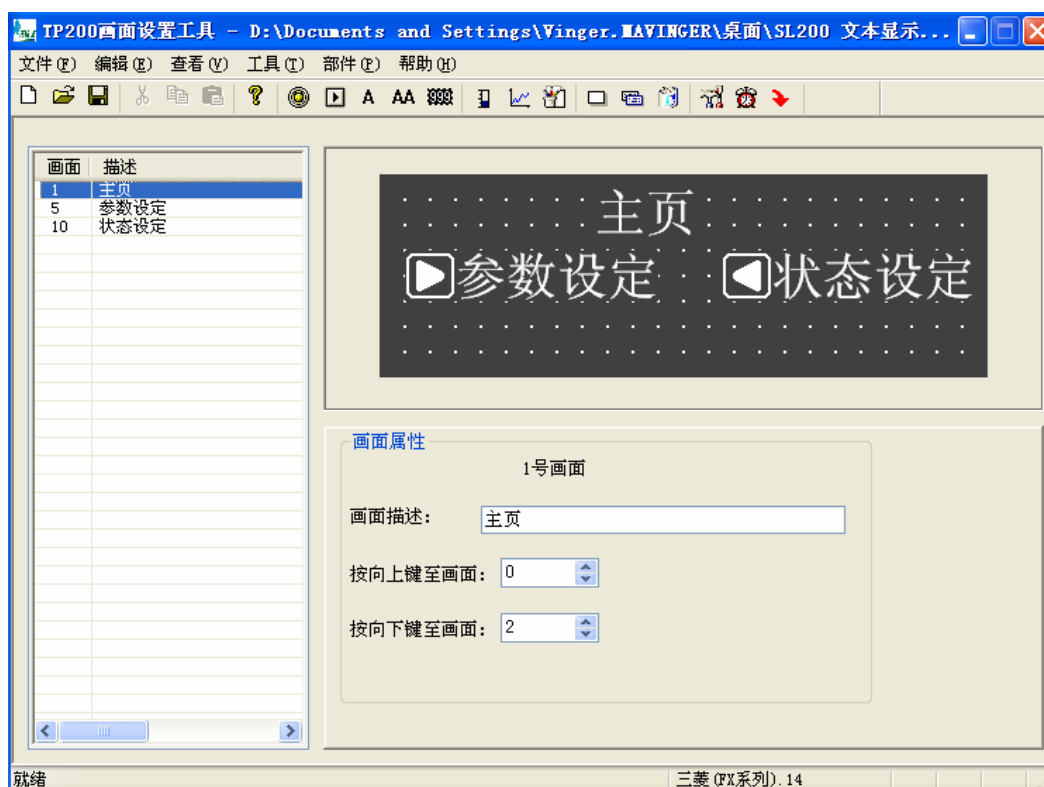 TP200画面设置工具 - D:\Documents and Settings\Vinger.MAVINGER\桌面\SL200 文本显示...
文件(F) 编辑(E) 查看(V) 工具(T) 部件(P) 帮助(H)
画面 描述
1 主页
5 参数设定
10 状态设定
主页
参数设定 状态设定
画面属性
1号画面
画面描述： 主页
按向上键至画面： 0
按向下键至画面： 2
就绪 三菱(FX系列).14